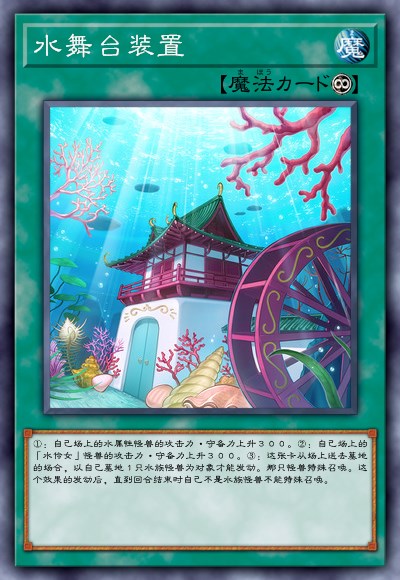 水舞台装置
魔
【魔法カード♾】
まほう
①：自己场上的水属性怪兽的攻击力・守备力上升３００。②：自己场上的
「水伶女」怪兽的攻击力・守备力上升３００。③：这张卡从场上送去墓地
的场合，以自己墓地１只水族怪兽为对象才能发动。那只怪兽特殊召唤。这
个效果的发动后，直到回合结束时自己不是水族怪兽不能特殊召唤。